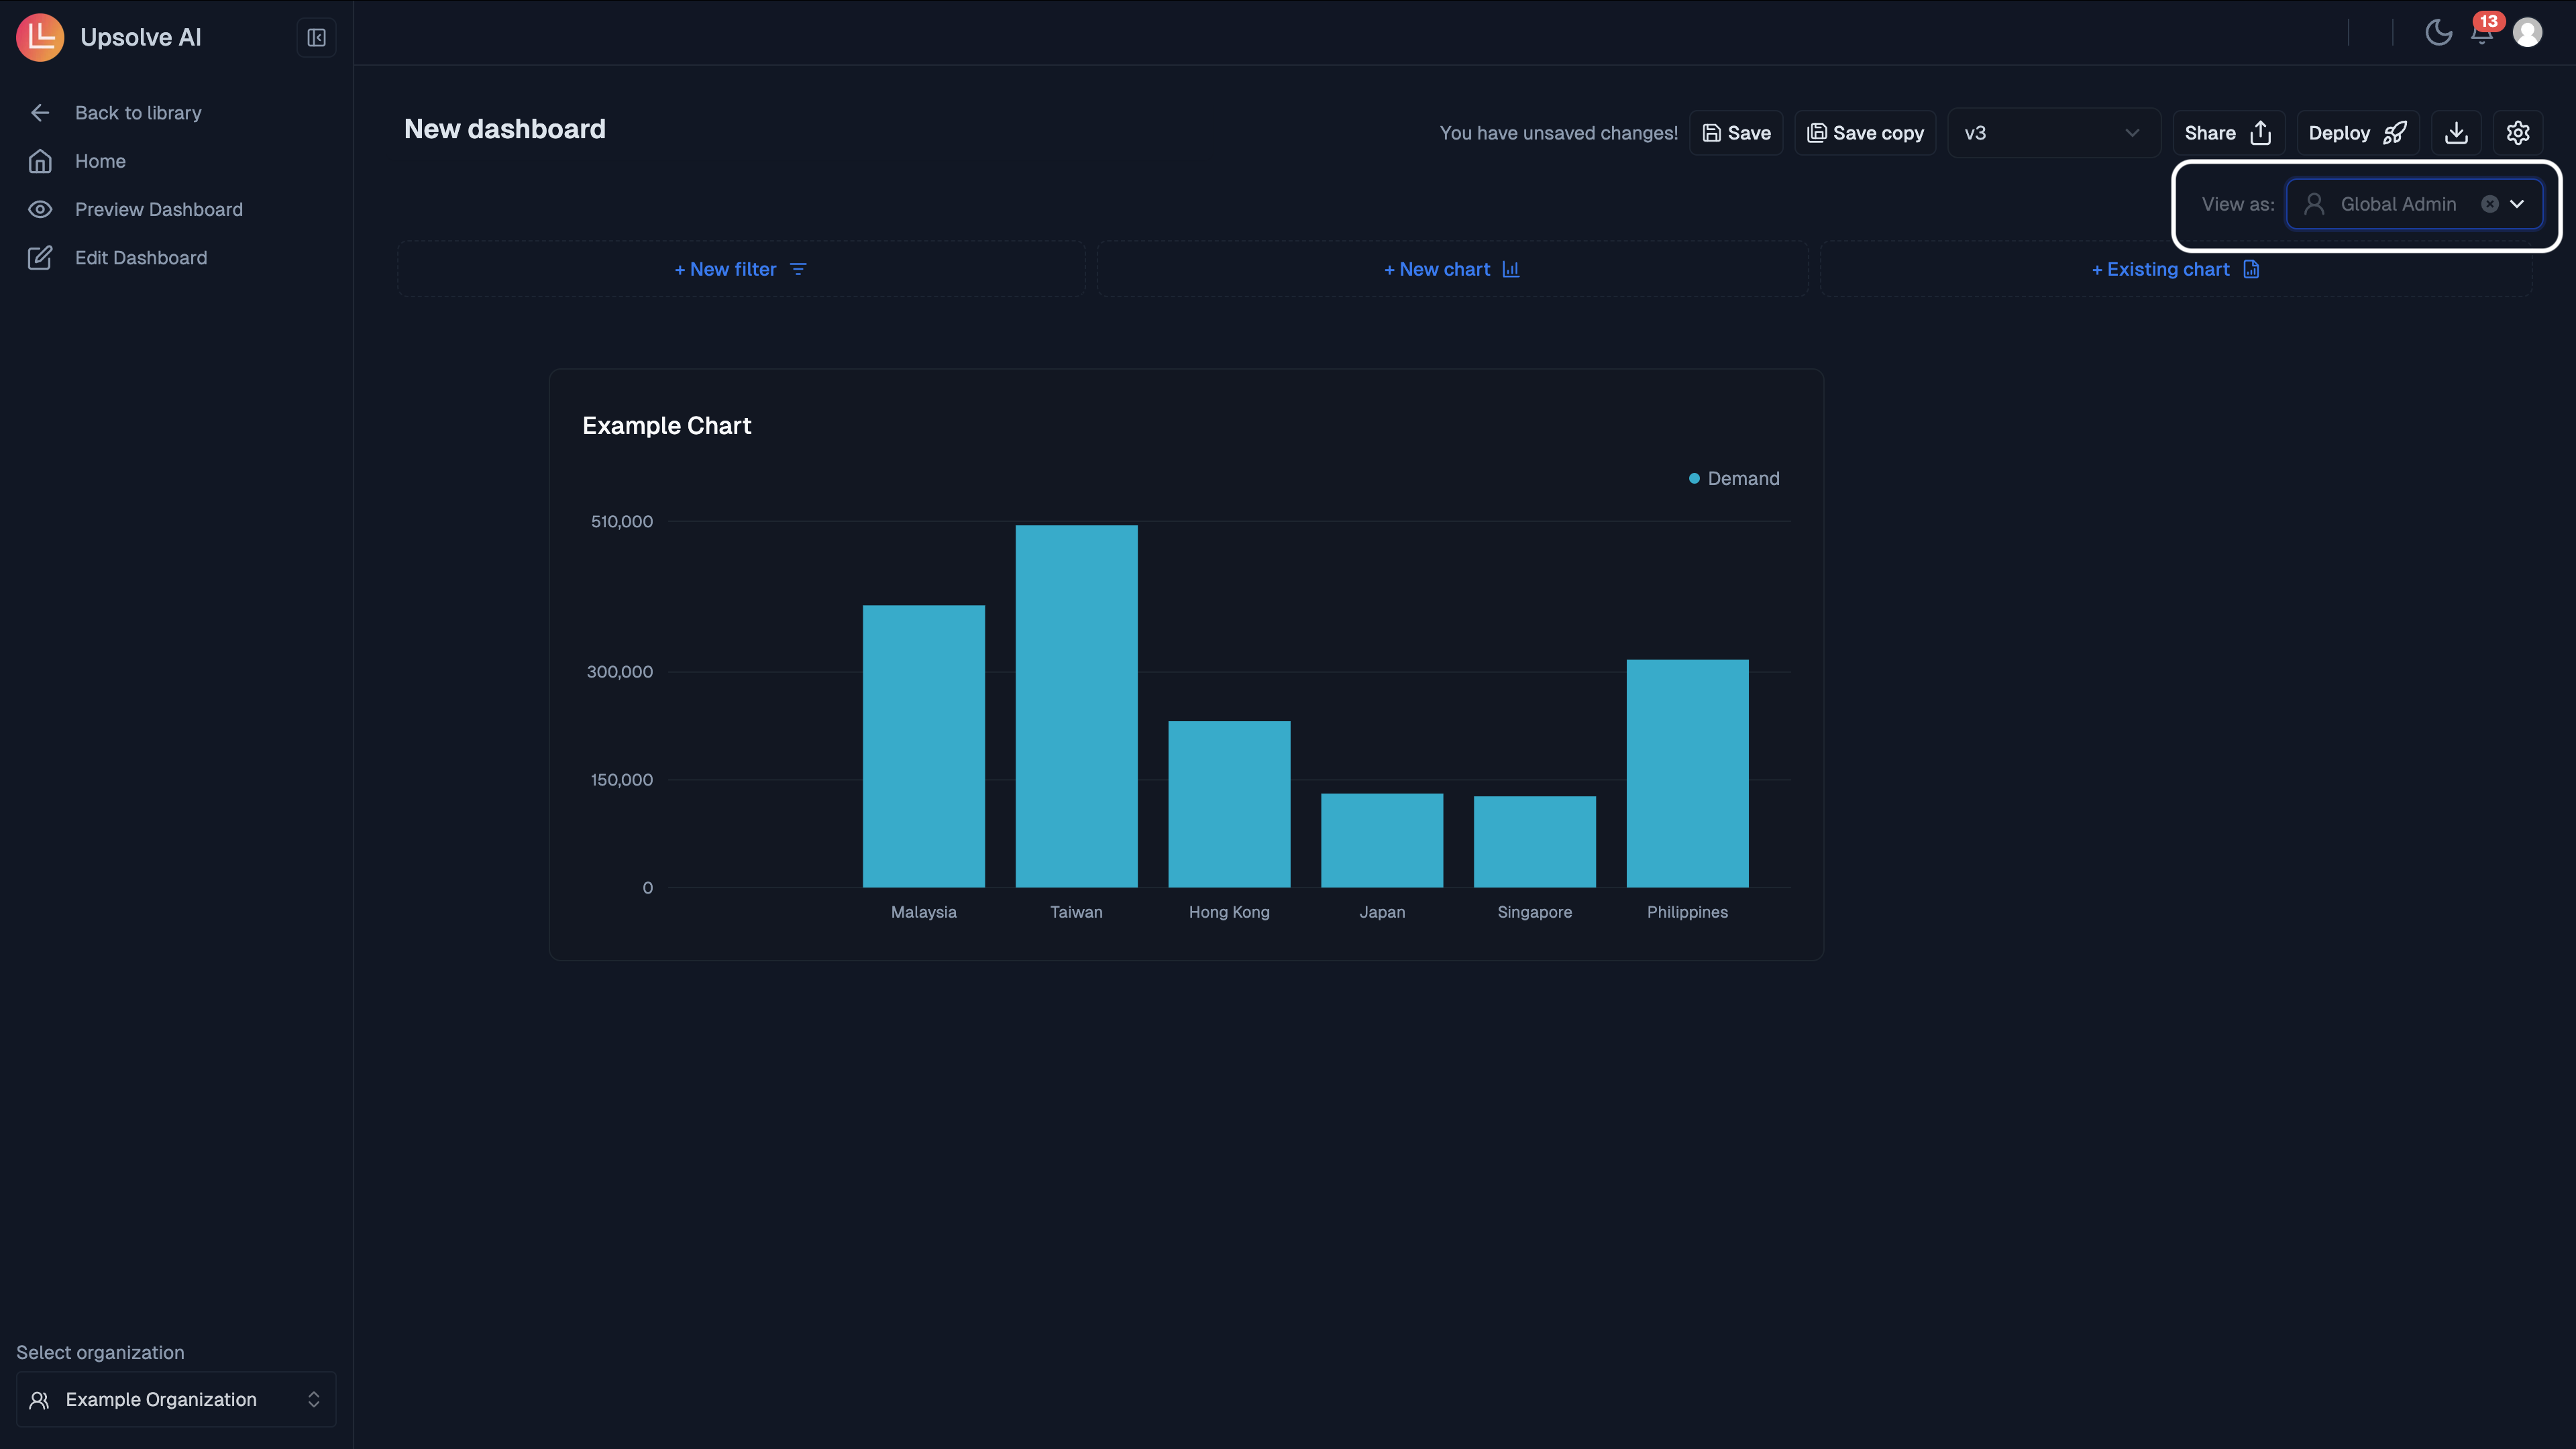 Upsolve AI
Back to library
Home
Preview Dashboard
Edit Dashboard
Select organization
Example Organization
13
New dashboard
You have unsaved changes!
Save
Save copy
v3
Share
Deploy
View as:
Global Admin
+ New filter
+ New chart
+ Existing chart
Example Chart
Demand
510,000
300,000
150,000
0
Malaysia
Taiwan
Hong Kong
Japan
Singapore
Philippines